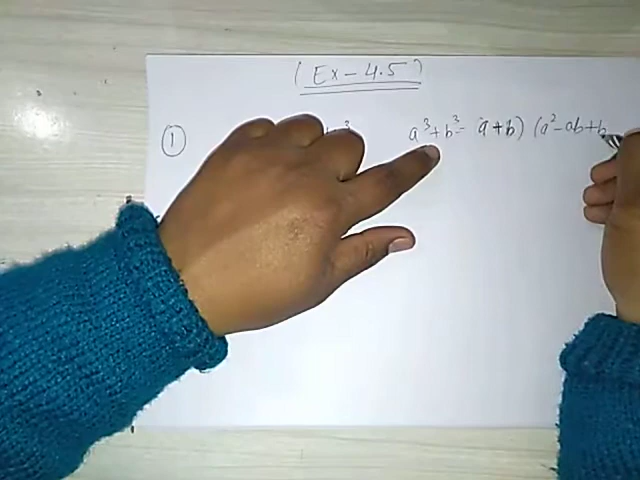 (Ex-4.5)
① a³+b³= (a+b) (a²-ab+b